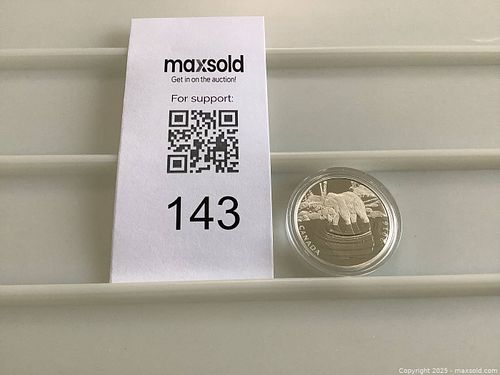 maxsold
Get in on the auction!
For support:
143
CANADA
Copyright 2025 - maxsold.com